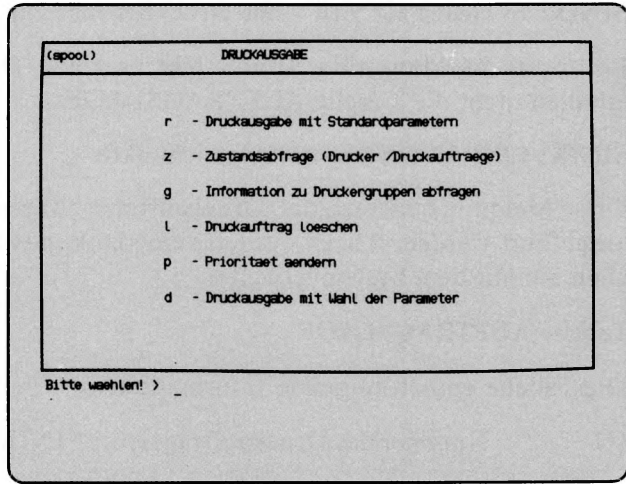 (spool) DRUCKAUSGABE
r - Druckausgabe mit Standardparametern
z - Zustandsabfrage (Drucker /Druckauftraege)
g - Information zu Druckergruppen abfragen
l - Druckauftrag loeschen
p - Prioritaet aendern
d - Druckausgabe mit Wahl der Parameter
Bitte waehlen! > _